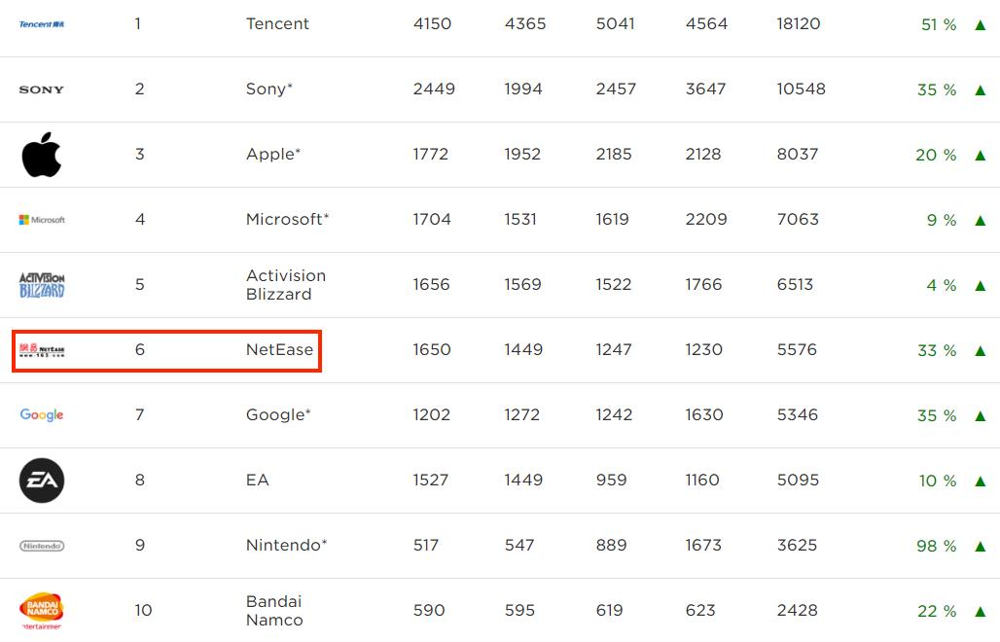 Tencent 腾讯 1 Tencent 4150 4365 5041 4564 18120 51 % ▲
SONY 2 Sony* 2449 1994 2457 3647 10548 35 % ▲
3 Apple* 1772 1952 2185 2128 8037 20 % ▲
Microsoft 4 Microsoft* 1704 1531 1619 2209 7063 9 % ▲
ACTIVISION BLIZZARD 5 Activision Blizzard 1656 1569 1522 1766 6513 4 % ▲
網易 NETEASE www.163.com 6 NetEase 1650 1449 1247 1230 5576 33 % ▲
Google 7 Google* 1202 1272 1242 1630 5346 35 % ▲
EA 8 EA 1527 1449 959 1160 5095 10 % ▲
Nintendo 9 Nintendo* 517 547 889 1673 3625 98 % ▲
BANDAI NAMCO ntertainmen 10 Bandai Namco 590 595 619 623 2428 22 % ▲